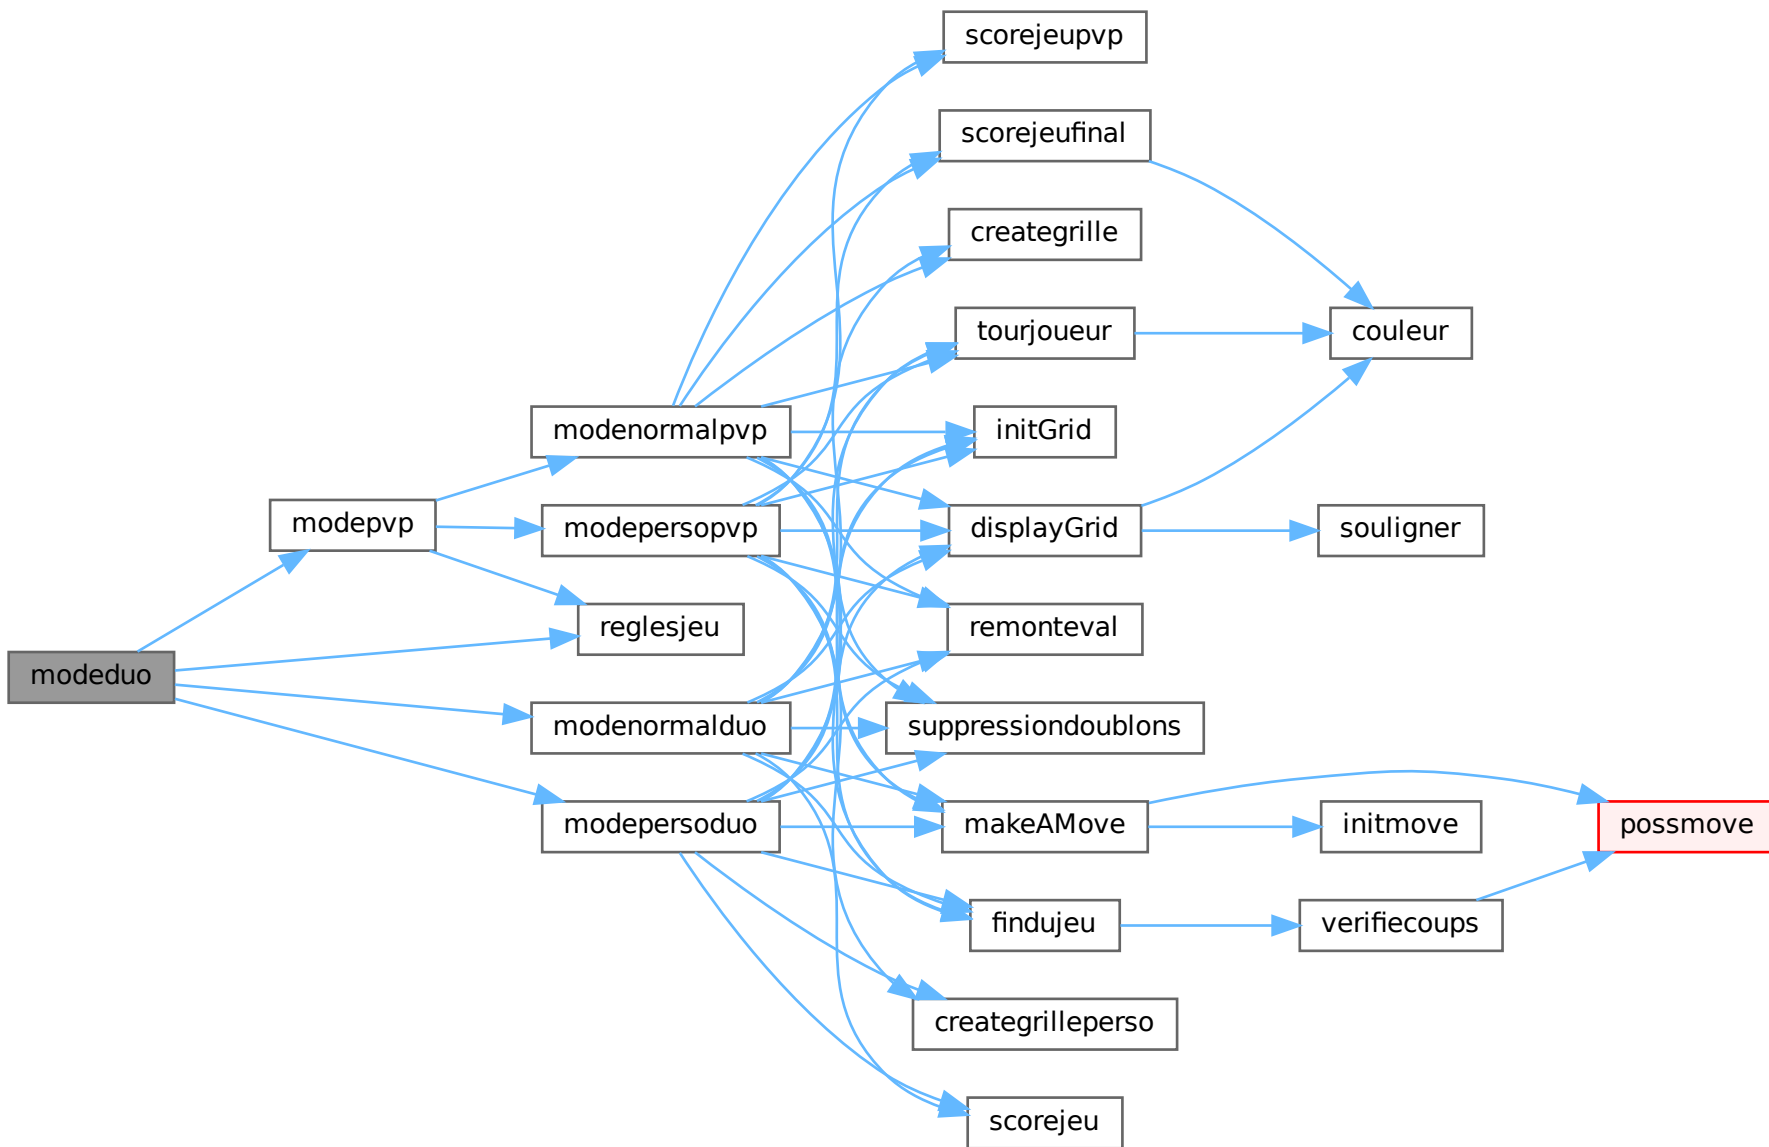 scorejeupvp
scorejeufinal
creategrille
tourjoueur
couleur
modenormalpvp
initGrid
modepvp
modepersopvp
displayGrid
souligner
reglesjeu
remonteval
modeduo
modenormalduo
suppressiondoublons
modepersoduo
makeAMove
initmove
possmove
findujeu
verifiecoups
creategrilleperso
scorejeu